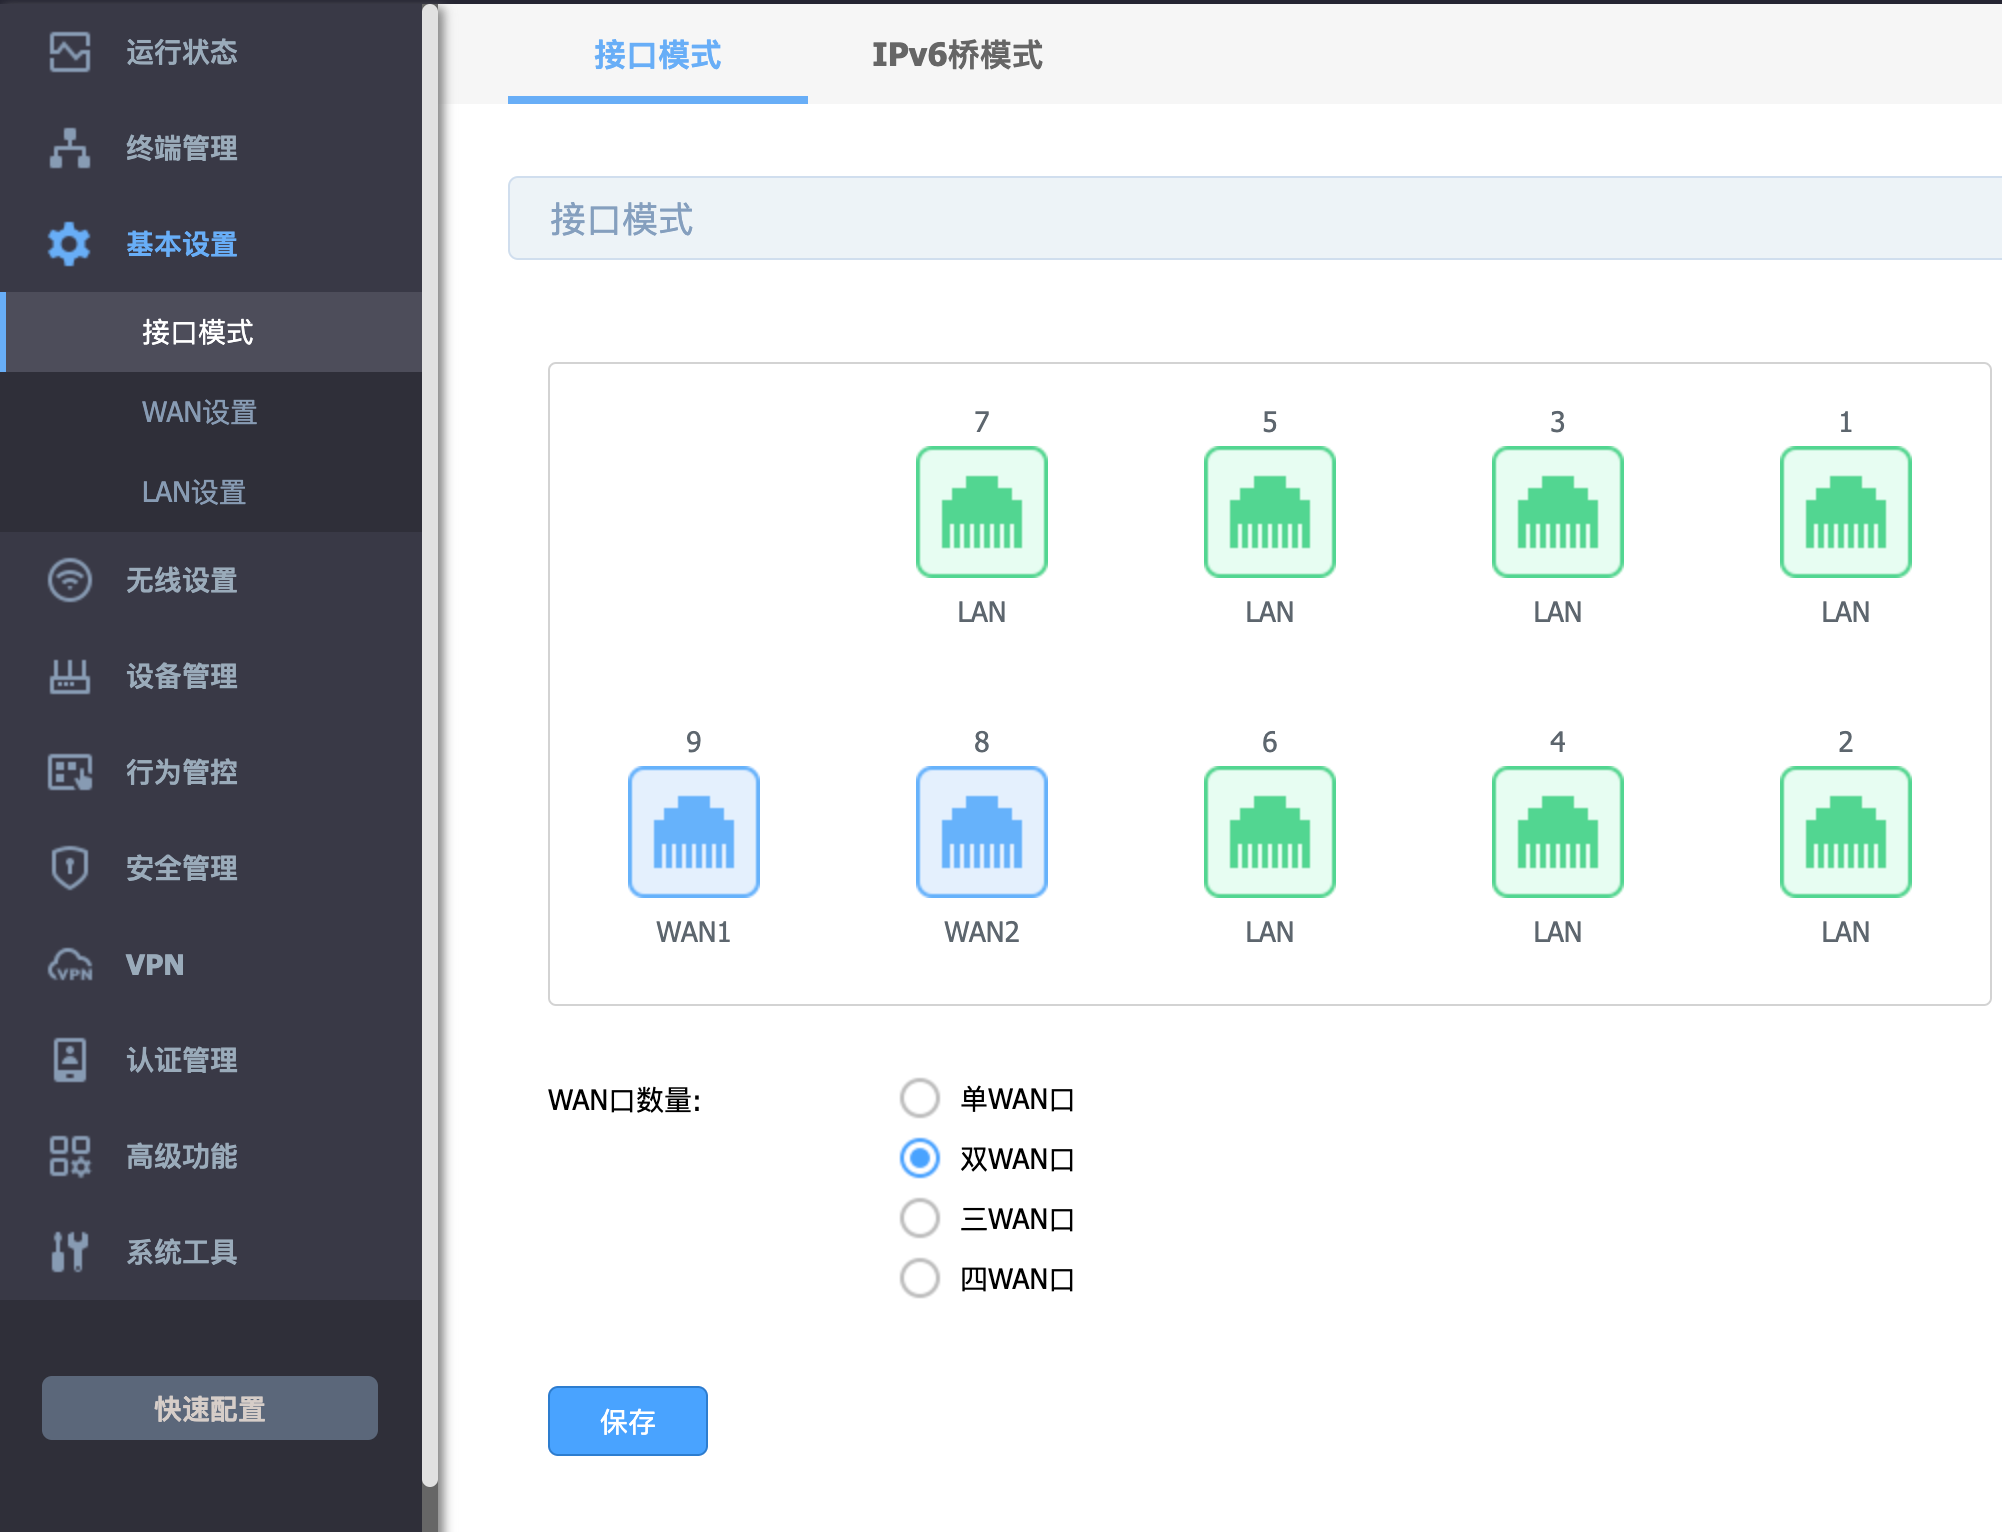 运行状态
终端管理
基本设置
接口模式
WAN设置
LAN设置
无线设置
设备管理
行为管控
安全管理
VPN
VPN
认证管理
高级功能
系统工具
快速配置
接口模式 IPv6桥模式
接口模式
7 5 3 1
LAN LAN LAN LAN
9 8 6 4 2
WAN1 WAN2 LAN LAN LAN
WAN口数量: 单WAN口
双WAN口
三WAN口
四WAN口
保存